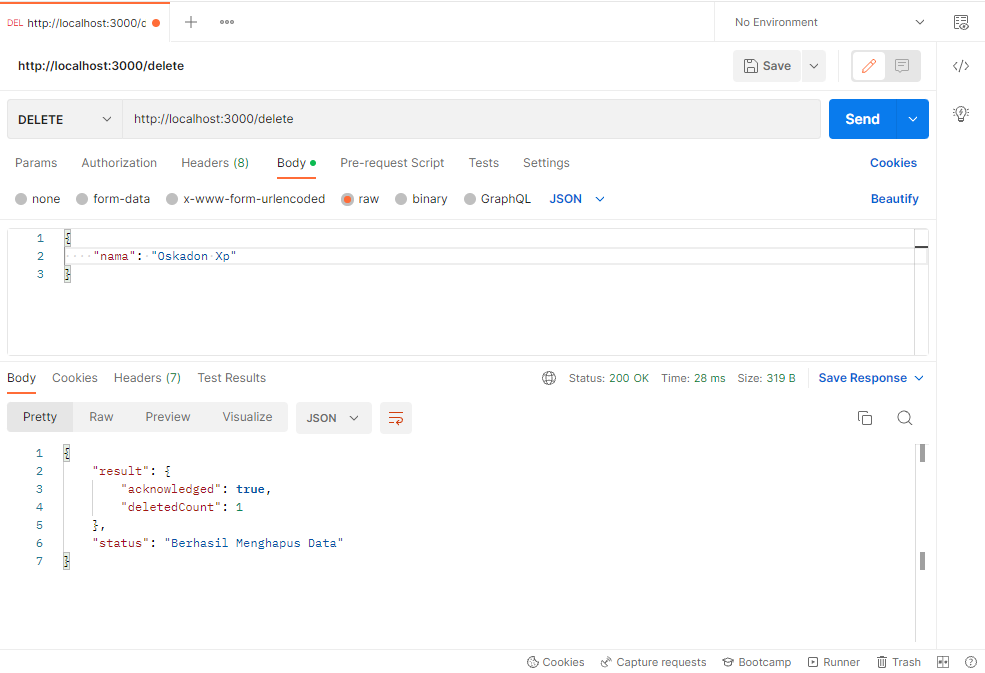 DEL http://localhost:3000/c
No Environment
http://localhost:3000/delete
Save
DELETE http://localhost:3000/delete Send
Params Authorization Headers (8) Body Pre-request Script Tests Settings Cookies
none form-data x-www-form-urlencoded raw binary GraphQL JSON Beautify
1 {
2 "nama": "Oskadon Xp"
3 }
Body Cookies Headers (7) Test Results Status: 200 OK Time: 28 ms Size: 319 B Save Response
Pretty Raw Preview Visualize JSON
1 {
2 "result": {
3 "acknowledged": true,
4 "deletedCount": 1
5 },
6 "status": "Berhasil Menghapus Data"
7 }
Cookies Capture requests Bootcamp Runner Trash